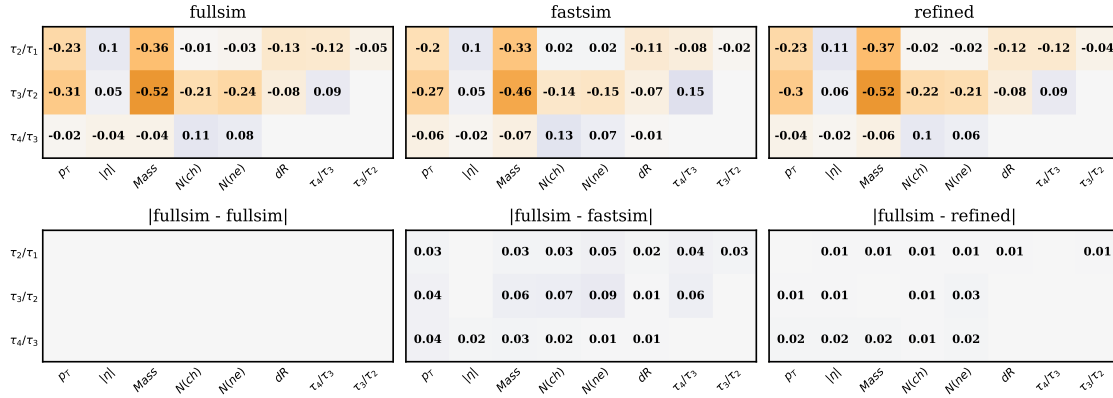 fullsim fastsim refined
τ₂/τ₁ -0.23 0.1 -0.36 -0.01 -0.03 -0.13 -0.12 -0.05 -0.2 0.1 -0.33 0.02 0.02 -0.11 -0.08 -0.02 -0.23 0.11 -0.37 -0.02 -0.02 -0.12 -0.12 -0.04
τ₃/τ₂ -0.31 0.05 -0.52 -0.21 -0.24 -0.08 0.09 -0.27 0.05 -0.46 -0.14 -0.15 -0.07 0.15 -0.3 0.06 -0.52 -0.22 -0.21 -0.08 0.09
τ₄/τ₃ -0.02 -0.04 -0.04 0.11 0.08 -0.06 -0.02 -0.07 0.13 0.07 -0.01 -0.04 -0.02 -0.06 0.1 0.06
p_T |η| Mass N(ch) N(ne) dR τ₄/τ₃ τ₃/τ₂ p_T |η| Mass N(ch) N(ne) dR τ₄/τ₃ τ₃/τ₂ p_T |η| Mass N(ch) N(ne) dR τ₄/τ₃ τ₃/τ₂
|fullsim - fullsim| |fullsim - fastsim| |fullsim - refined|
τ₂/τ₁ 0.03 0.03 0.03 0.05 0.02 0.04 0.03 0.01 0.01 0.01 0.01 0.01 0.01
τ₃/τ₂ 0.04 0.06 0.07 0.09 0.01 0.06 0.01 0.01 0.01 0.03
τ₄/τ₃ 0.04 0.02 0.03 0.02 0.01 0.01 0.02 0.02 0.02 0.01 0.02
p_T |η| Mass N(ch) N(ne) dR τ₄/τ₃ τ₃/τ₂ p_T |η| Mass N(ch) N(ne) dR τ₄/τ₃ τ₃/τ₂ p_T |η| Mass N(ch) N(ne) dR τ₄/τ₃ τ₃/τ₂